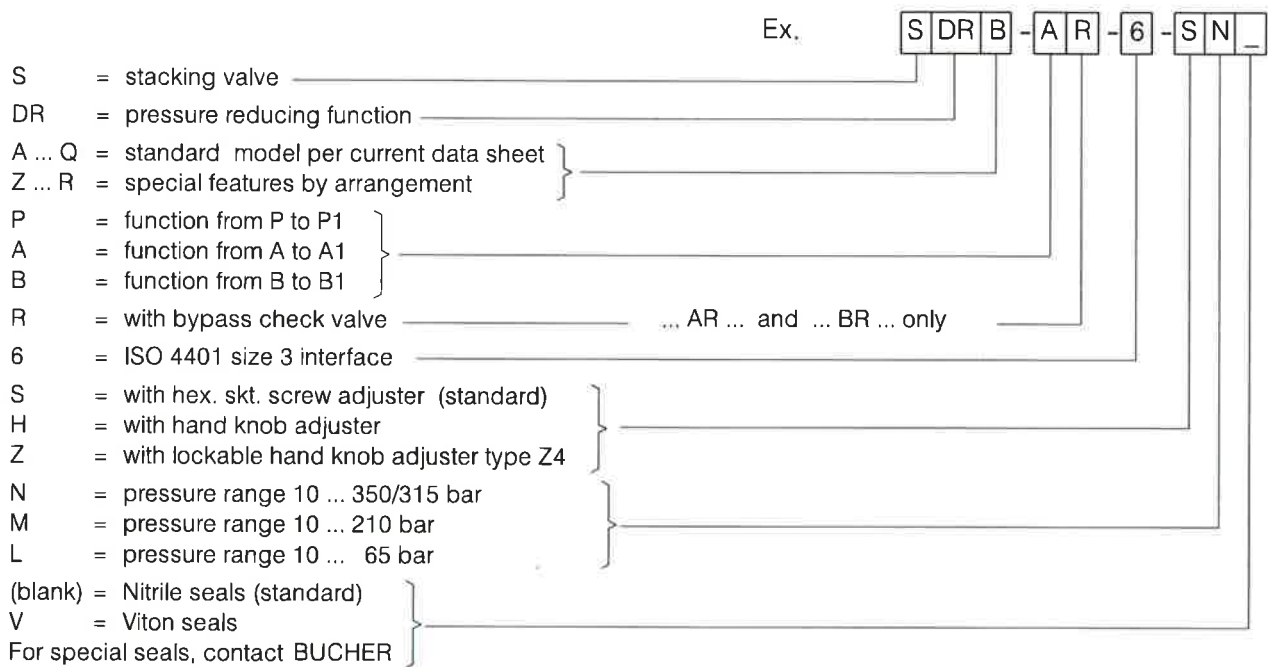 Ex. S DR B - A R - 6 - S N _
S = stacking valve
DR = pressure reducing function
A ... Q = standard model per current data sheet
Z ... R = special features by arrangement
P = function from P to P1
A = function from A to A1
B = function from B to B1
R = with bypass check valve ... AR ... and ... BR ... only
6 = ISO 4401 size 3 interface
S = with hex. skt. screw adjuster (standard)
H = with hand knob adjuster
Z = with lockable hand knob adjuster type Z4
N = pressure range 10 ... 350/315 bar
M = pressure range 10 ... 210 bar
L = pressure range 10 ... 65 bar
(blank) = Nitrile seals (standard)
V = Viton seals
For special seals, contact BUCHER